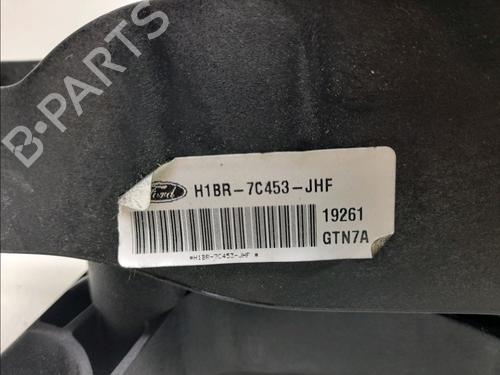 B-PARTS
Ford H1BR-7C453-JHF
19261
GTN7A
*H1BR-7C453-JHF *